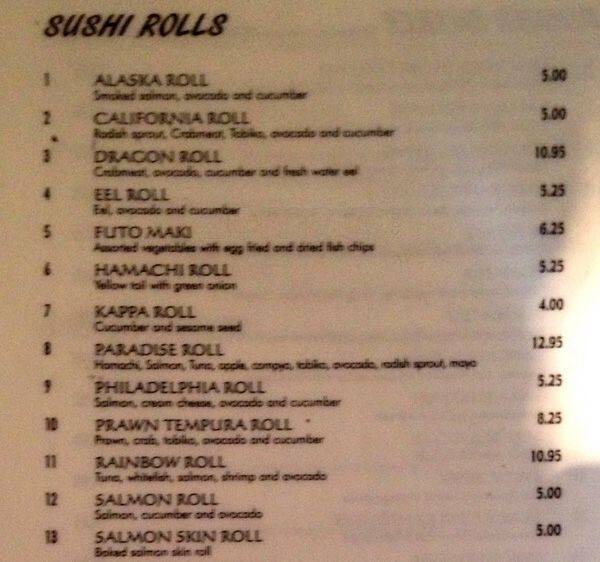 SUSHI ROLLS
1 ALASKA ROLL 5.00
Smoked salmon, avocado and cucumber
2 CALIFORNIA ROLL 5.00
Radish sprout, Crabmeat, Tobiko, avocado and cucumber
3 DRAGON ROLL 10.95
Crabmeat, avocado, cucumber and fresh water eel
4 EEL ROLL 5.25
Eel, avocado and cucumber
5 FUTO MAKI 6.25
Assorted vegetables with egg fried and dried fish chips
6 HAMACHI ROLL 5.25
Yellow tail with green onion
7 KAPPA ROLL 4.00
Cucumber and sesame seed
8 PARADISE ROLL 12.95
Hamachi, Salmon, Tuna, apple, tobiko, avocado, radish sprout, mayo
9 PHILADELPHIA ROLL 5.25
Salmon, cream cheese, avocado and cucumber
10 PRAWN TEMPURA ROLL 8.25
Prawn, crab, tobiko, avocado and cucumber
11 RAINBOW ROLL 10.95
Tuna, whitefish, salmon, shrimp and avocado
12 SALMON ROLL 5.00
Salmon, cucumber and avocado
13 SALMON SKIN ROLL 5.00
Baked salmon skin roll